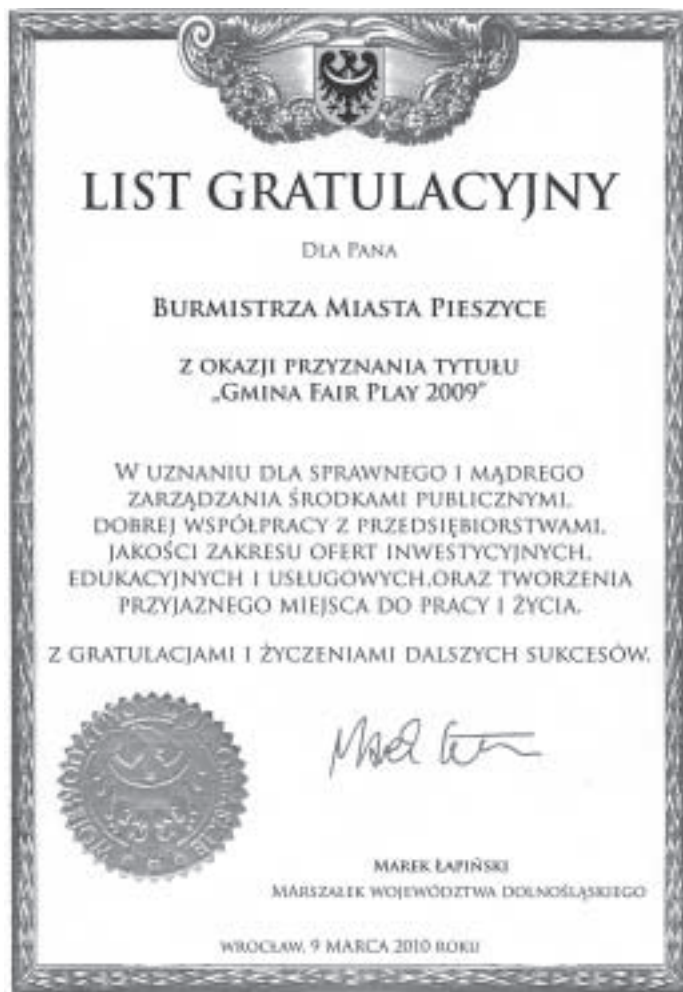 LIST GRATULACYJNY
DLA PANA
BURMISTRZA MIASTA PIESZYCE
Z OKAZJI PRZYZNANIA TYTUŁU
„GMINA FAIR PLAY 2009”
W UZNANIU DLA SPRAWNEGO I MĄDREGO
ZARZĄDZANIA ŚRODKAMI PUBLICZNYMI,
DOBREJ WSPÓŁPRACY Z PRZEDSIĘBIORSTWAMI,
JAKOŚCI ZAKRESU OFERT INWESTYCYJNYCH,
EDUKACYJNYCH I USŁUGOWYCH,ORAZ TWORZENIA
PRZYJAZNEGO MIEJSCA DO PRACY I ŻYCIA.
Z GRATULACJAMI I ŻYCZENIAMI DALSZYCH SUKCESÓW.
MAREK ŁAPIŃSKI
MARSZAŁEK WOJEWÓDZTWA DOLNOŚLĄSKIEGO
WROCŁAW, 9 MARCA 2010 ROKU